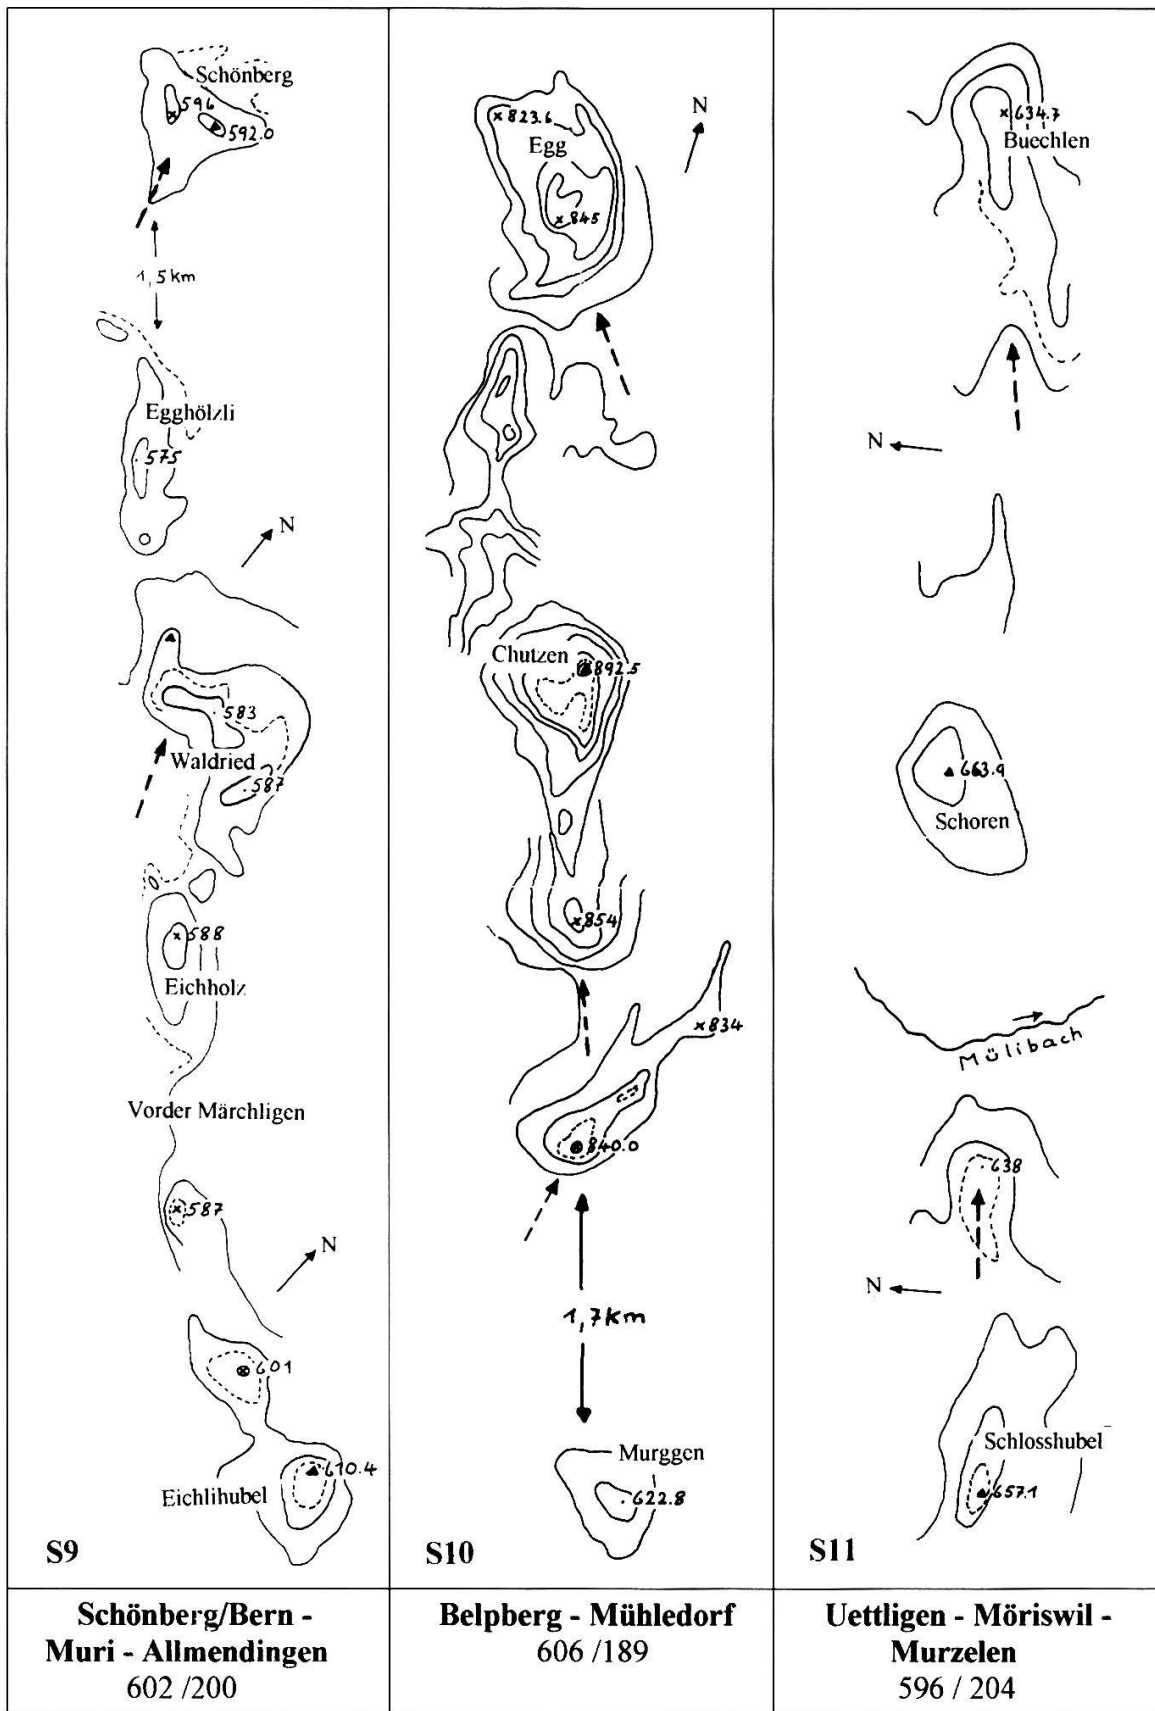 Schönberg
596
592.0
1,5 km
Egghölzli
575
N
583
Waldried
587
588
Eichholz
Vorder Märchligen
587
N
601
610.4
Eichlihubel
S9
Schönberg/Bern -
Muri - Allmendingen
602 /200
N
823.6
Egg
845
Chutzen
892.5
854
834
840.0
1,7km
Murggen
622.8
S10
Belpberg - Mühledorf
606 /189
634.7
Buechlen
N
663.9
Schoren
Mülibach
638
N
Schlosshubel
657.1
S11
Uettligen - Möriswil -
Murzelen
596 / 204